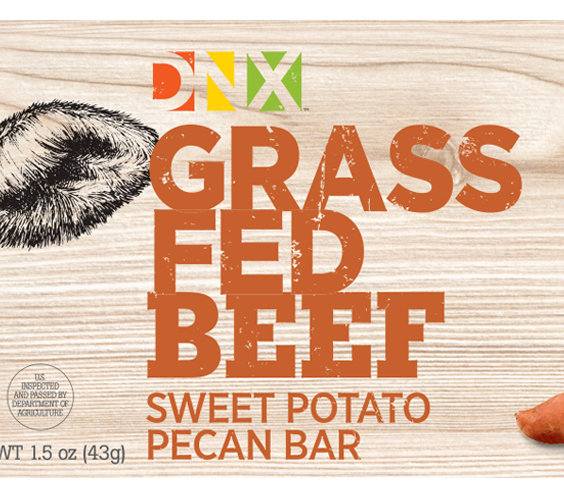 DNX
GRASS
FED
BEEF
SWEET POTATO
PECAN BAR
U.S.
INSPECTED
AND PASSED BY
DEPARTMENT OF
AGRICULTURE
WT 1.5 oz (43g)